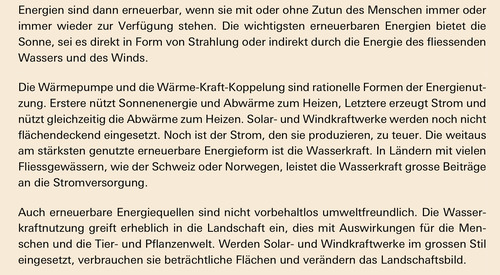 Energien sind dann erneuerbar, wenn sie mit oder ohne Zutun des Menschen immer oder
immer wieder zur Verfügung stehen. Die wichtigsten erneuerbaren Energien bietet die
Sonne, sei es direkt in Form von Strahlung oder indirekt durch die Energie des fliessenden
Wassers und des Winds.
Die Wärmepumpe und die Wärme-Kraft-Koppelung sind rationelle Formen der Energienut-
zung. Erstere nützt Sonnenenergie und Abwärme zum Heizen, Letztere erzeugt Strom und
nützt gleichzeitig die Abwärme zum Heizen. Solar- und Windkraftwerke werden noch nicht
flächendeckend eingesetzt. Noch ist der Strom, den sie produzieren, zu teuer. Die weitaus
am stärksten genutzte erneuerbare Energieform ist die Wasserkraft. In Ländern mit vielen
Fliessgewässern, wie der Schweiz oder Norwegen, leistet die Wasserkraft grosse Beiträge
an die Stromversorgung.
Auch erneuerbare Energiequellen sind nicht vorbehaltlos umweltfreundlich. Die Wasser-
kraftnutzung greift erheblich in die Landschaft ein, dies mit Auswirkungen für die Men-
schen und die Tier- und Pflanzenwelt. Werden Solar- und Windkraftwerke im grossen Stil
eingesetzt, verbrauchen sie beträchtliche Flächen und verändern das Landschaftsbild.